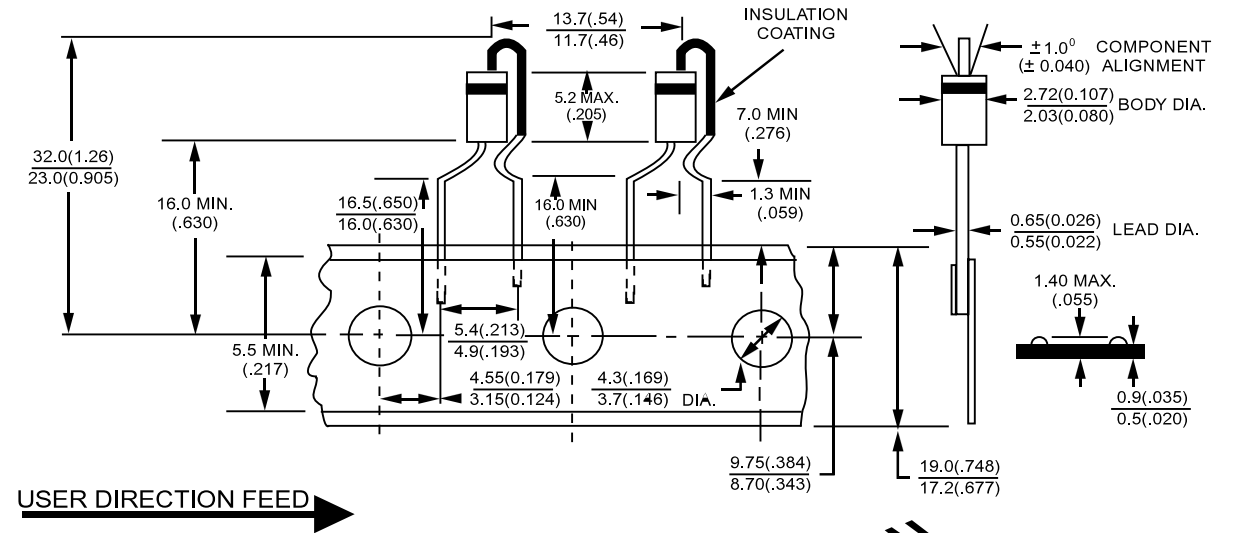 13.7(.54)
11.7(.46)
INSULATION
COATING
± 1.0⁰
(± 0.040)
COMPONENT
ALIGNMENT
5.2 MAX.
(.205)
7.0 MIN
(.276)
2.72(0.107)
2.03(0.080)
BODY DIA.
32.0(1.26)
23.0(0.905)
16.0 MIN.
(.630)
16.5(.650)
16.0(.630)
16.0 MIN
(.630)
1.3 MIN
(.059)
0.65(0.026)
0.55(0.022)
LEAD DIA.
1.40 MAX.
(.055)
5.5 MIN.
(.217)
5.4(.213)
4.9(.193)
4.55(0.179)
3.15(0.124)
4.3(.169)
3.7(.146)
DIA.
0.9(.035)
0.5(.020)
9.75(.384)
8.70(.343)
19.0(.748)
17.2(.677)
USER DIRECTION FEED